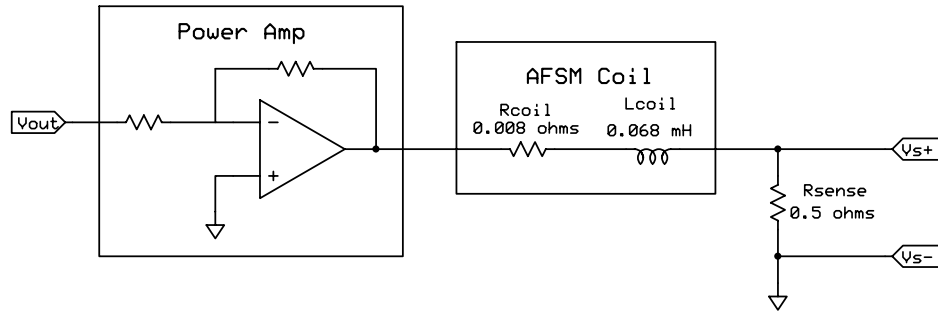 Power Amp
AFSM Coil
Rcoil
0.008 ohms
Lcoil
0.068 mH
Vout
Vs+
Rsense
0.5 ohms
Vs-
-
+